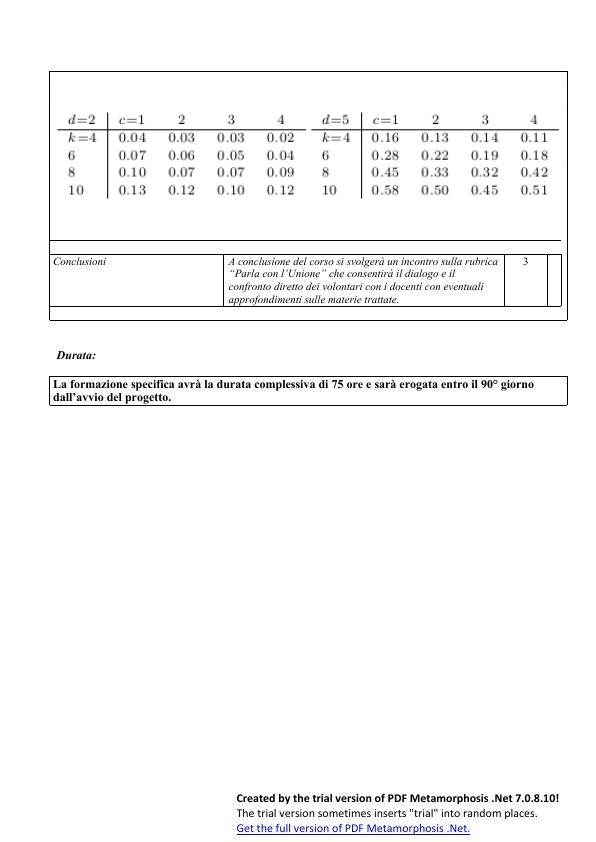 d=2 c=1 2 3 4 d=5 c=1 2 3 4
k=4 0.04 0.03 0.03 0.02 k=4 0.16 0.13 0.14 0.11
6 0.07 0.06 0.05 0.04 6 0.28 0.22 0.19 0.18
8 0.10 0.07 0.07 0.09 8 0.45 0.33 0.32 0.42
10 0.13 0.12 0.10 0.12 10 0.58 0.50 0.45 0.51
Conclusioni A conclusione del corso si svolgerà un incontro sulla rubrica 3
“Parla con l’Unione” che consentirà il dialogo e il
confronto diretto dei volontari con i docenti con eventuali
approfondimenti sulle materie trattate.
Durata:
La formazione specifica avrà la durata complessiva di 75 ore e sarà erogata entro il 90° giorno
dall’avvio del progetto.
Created by the trial version of PDF Metamorphosis .Net 7.0.8.10!
The trial version sometimes inserts "trial" into random places.
Get the full version of PDF Metamorphosis .Net.